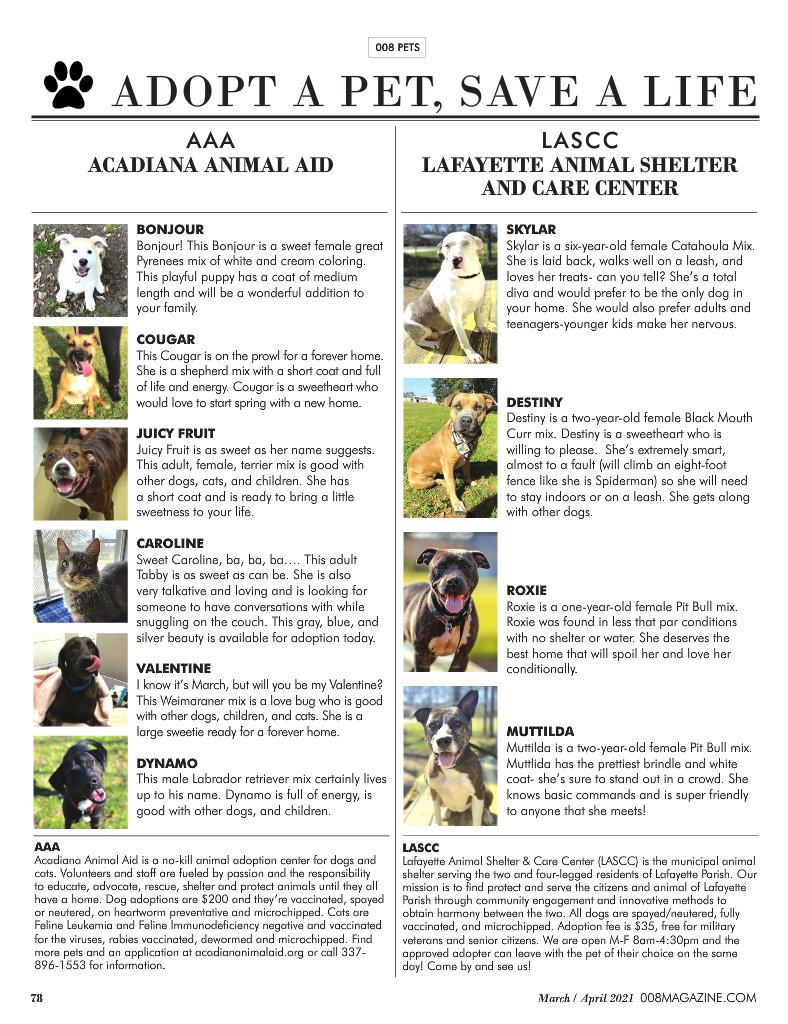 008 PETS
ADOPT A PET, SAVE A LIFE
AAA
ACADIANA ANIMAL AID
BONJOUR
Bonjour! This Bonjour is a sweet female great
Pyrenees mix of white and cream coloring.
This playful puppy has a coat of medium
length and will be a wonderful addition to
your family.
COUGAR
This Cougar is on the prowl for a forever home.
She is a shepherd mix with a short coat and full
of life and energy. Cougar is a sweetheart who
would love to start spring with a new home.
JUICY FRUIT
Juicy Fruit is as sweet as her name suggests.
This adult, female, terrier mix is good with
other dogs, cats, and children. She has
a short coat and is ready to bring a little
sweetness to your life.
CAROLINE
Sweet Caroline, ba, ba, ba…. This adult
Tabby is as sweet as can be. She is also
very talkative and loving and is looking for
someone to have conversations with while
snuggling on the couch. This gray, blue, and
silver beauty is available for adoption today.
VALENTINE
I know it's March, but will you be my Valentine?
This Weimaraner mix is a love bug who is good
with other dogs, children, and cats. She is a
large sweetie ready for a forever home.
DYNAMO
This male Labrador retriever mix certainly lives
up to his name. Dynamo is full of energy, is
good with other dogs, and children.
AAA
Acadiana Animal Aid is a no-kill animal adoption center for dogs and
cats. Volunteers and staff are fueled by passion and the responsibility
to educate, advocate, rescue, shelter and protect animals until they all
have a home. Dog adoptions are $200 and they're vaccinated, spayed
or neutered, on heartworm preventative and microchipped. Cats are
Feline Leukemia and Feline Immunodeficiency negative and vaccinated
for the viruses, rabies vaccinated, dewormed and microchipped. Find
more pets and an application at acadiananimalaid.org or call 337-
896-1553 for information.
LASCC
LAFAYETTE ANIMAL SHELTER
AND CARE CENTER
SKYLAR
Skylar is a six-year-old female Catahoula Mix.
She is laid back, walks well on a leash, and
loves her treats- can you tell? She's a total
diva and would prefer to be the only dog in
your home. She would also prefer adults and
teenagers-younger kids make her nervous.
DESTINY
Destiny is a two-year-old female Black Mouth
Curr mix. Destiny is a sweetheart who is
willing to please. She's extremely smart,
almost to a fault (will climb an eight-foot
fence like she is Spiderman) so she will need
to stay indoors or on a leash. She gets along
with other dogs.
ROXIE
Roxie is a one-year-old female Pit Bull mix.
Roxie was found in less that par conditions
with no shelter or water. She deserves the
best home that will spoil her and love her
conditionally.
MUTTILDA
Muttilda is a two-year-old female Pit Bull mix.
Muttlida has the prettiest brindle and white
coat- she's sure to stand out in a crowd. She
knows basic commands and is super friendly
to anyone that she meets!
LASCC
Lafayette Animal Shelter & Care Center (LASCC) is the municipal animal
shelter serving the two and four-legged residents of Lafayette Parish. Our
mission is to find protect and serve the citizens and animal of Lafayette
Parish through community engagement and innovative methods to
obtain harmony between the two. All dogs are spayed/neutered, fully
vaccinated, and microchipped. Adoption fee is $35, free for military
veterans and senior citizens. We are open M-F 8am-4:30pm and the
approved adopter can leave with the pet of their choice on the same
day! Come by and see us!
78
March / April 2021 008MAGAZINE.COM